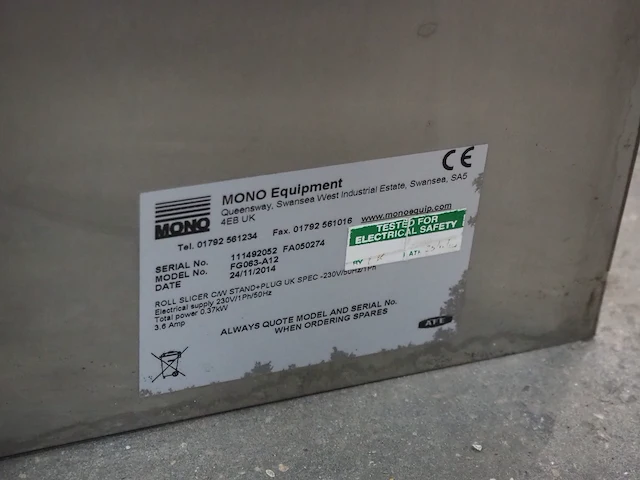 CE
MONO
MONO Equipment
Queensway, Swansea West Industrial Estate, Swansea, SA5
4EB UK
Tel. 01792 561234 Fax. 01792 561016 www.monoequip.com
TESTED FOR
ELECTRICAL SAFETY
SERIAL No. 111492052 FA050274
MODEL No. FG063-A12
DATE 24/11/2014
ROLL SLICER C/W STAND+PLUG UK SPEC -230V/50Hz/1Ph
Electrical supply 230V/1Ph/50Hz
Total power 0.37kW
3.6 Amp
ALWAYS QUOTE MODEL AND SERIAL No.
WHEN ORDERING SPARES